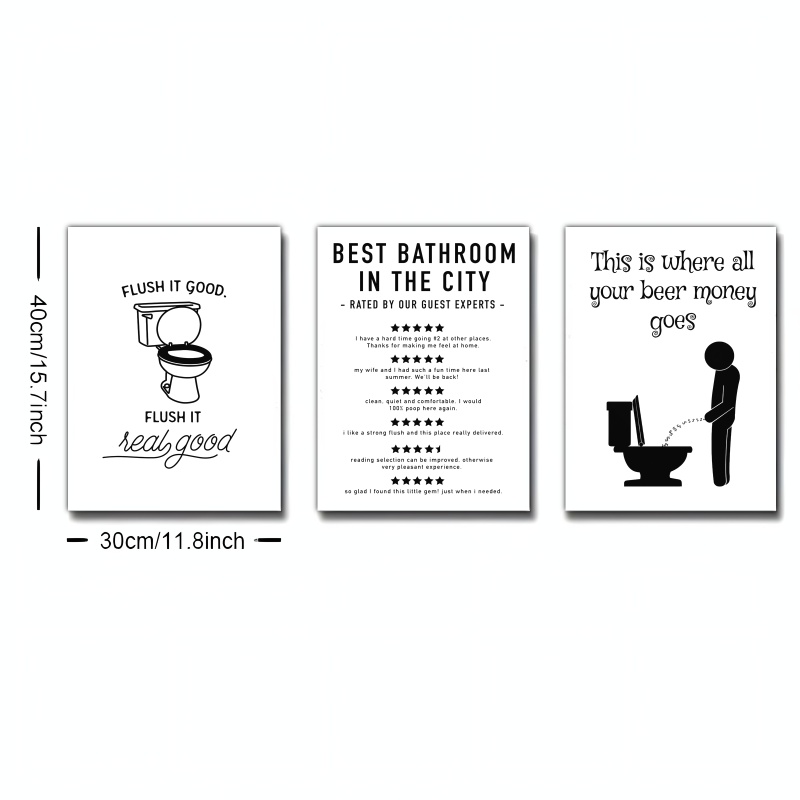 40cm/15.7inch
30cm/11.8inch
FLUSH IT GOOD.
FLUSH IT
real good
BEST BATHROOM
IN THE CITY
- RATED BY OUR GUEST EXPERTS -
I have a hard time going #2 at other places.
Thanks for making me feel at home.
my wife and I had such a fun time here last
summer. We'll be back!
clean, quiet and comfortable. I would
100% poop here again.
i like a strong flush and this place really delivered.
reading selection can be improved. otherwise
very pleasant experience.
so glad I found this little gem! just when i needed.
This is where all
your beer money
goes